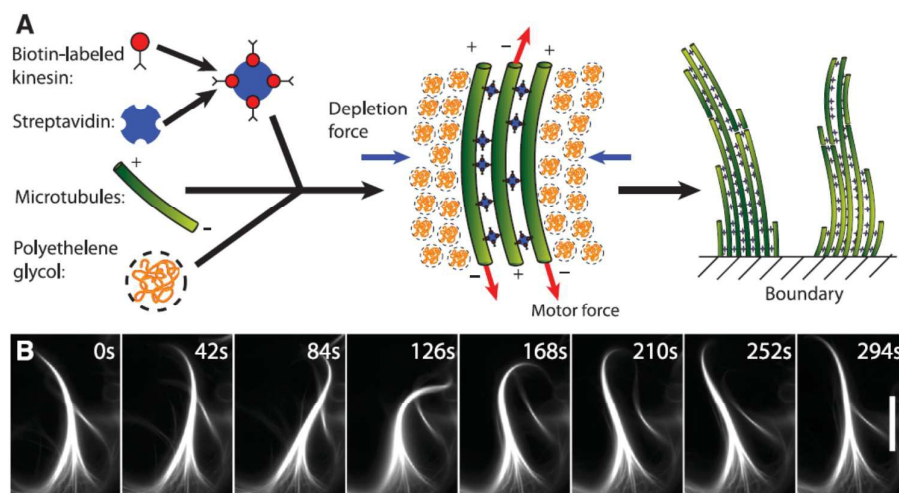 A
Biotin-labeled
kinesin:
Streptavidin:
+
Microtubules:
-
Polyethelene
glycol:
Depletion
force
+ - +
- + -
Motor force
Boundary
B
0s 42s 84s 126s 168s 210s 252s 294s